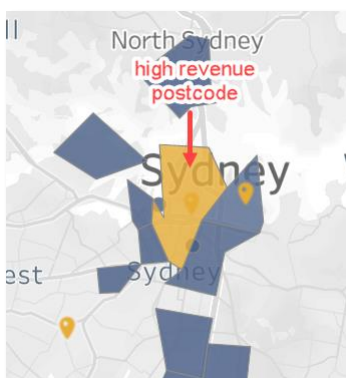 ll
North Sydney
high revenue
postcode
Sydney
Sydney
est